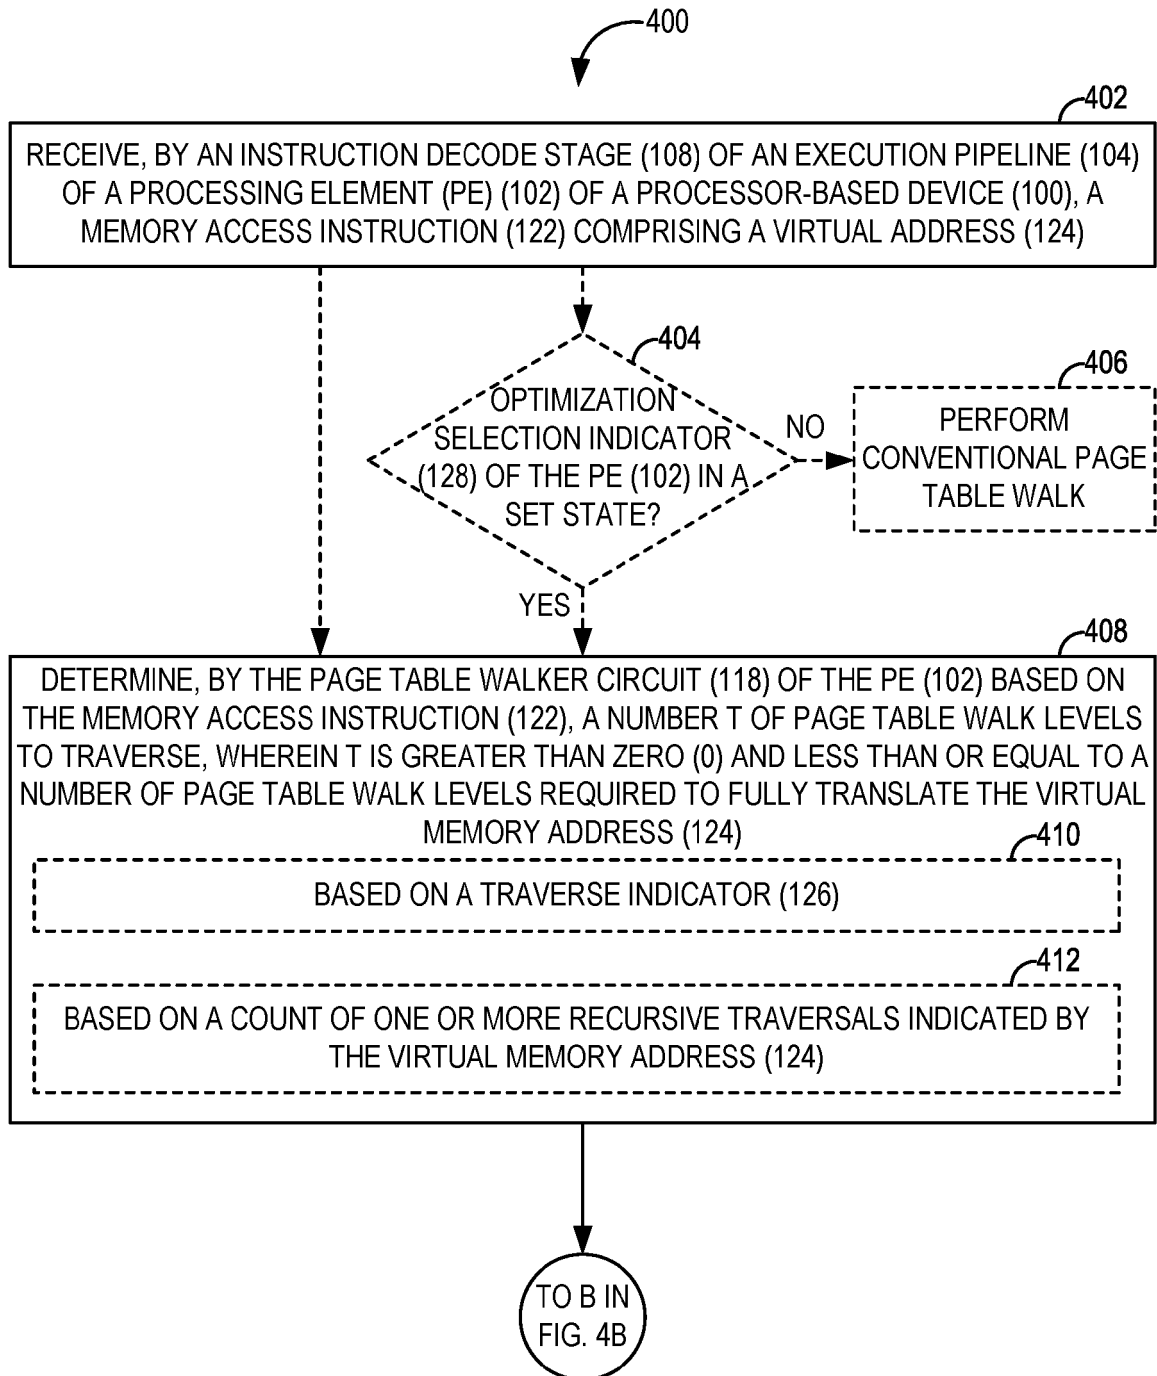 400
402
RECEIVE, BY AN INSTRUCTION DECODE STAGE (108) OF AN EXECUTION PIPELINE (104)
OF A PROCESSING ELEMENT (PE) (102) OF A PROCESSOR-BASED DEVICE (100), A
MEMORY ACCESS INSTRUCTION (122) COMPRISING A VIRTUAL ADDRESS (124)
404
OPTIMIZATION
SELECTION INDICATOR
(128) OF THE PE (102) IN A
SET STATE?
NO
406
PERFORM
CONVENTIONAL PAGE
TABLE WALK
YES
408
DETERMINE, BY THE PAGE TABLE WALKER CIRCUIT (118) OF THE PE (102) BASED ON
THE MEMORY ACCESS INSTRUCTION (122), A NUMBER T OF PAGE TABLE WALK LEVELS
TO TRAVERSE, WHEREIN T IS GREATER THAN ZERO (0) AND LESS THAN OR EQUAL TO A
NUMBER OF PAGE TABLE WALK LEVELS REQUIRED TO FULLY TRANSLATE THE VIRTUAL
MEMORY ADDRESS (124)
410
BASED ON A TRAVERSE INDICATOR (126)
412
BASED ON A COUNT OF ONE OR MORE RECURSIVE TRAVERSALS INDICATED BY
THE VIRTUAL MEMORY ADDRESS (124)
TO B IN
FIG. 4B